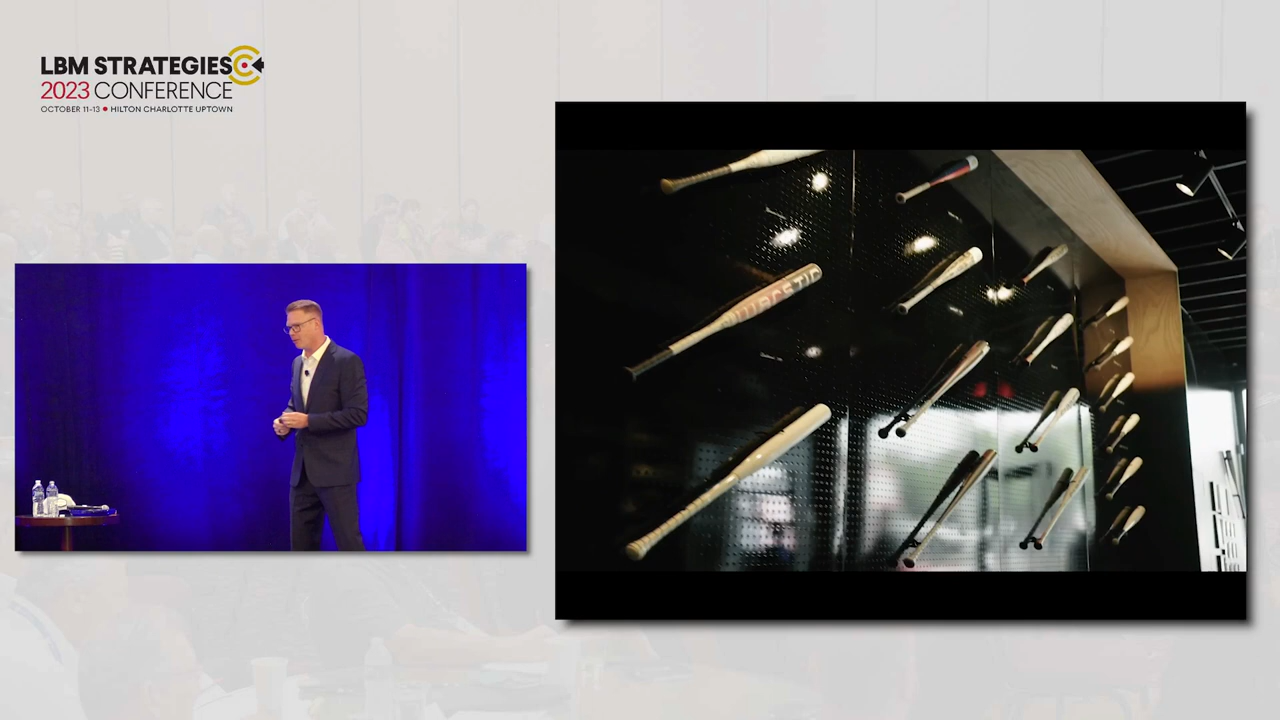 LBM STRATEGIES
2023 CONFERENCE
OCTOBER 11-13 • HILTON CHARLOTTE UPTOWN